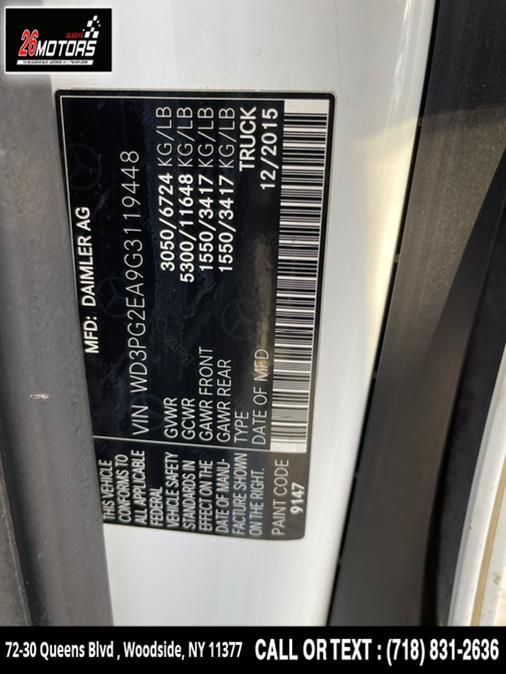 QUEENS
26MOTORS
MFD: DAIMLER AG
VIN WD3PG2EA9G3119448
THIS VEHICLE
CONFORMS TO
ALL APPLICABLE
FEDERAL
VEHICLE SAFETY
STANDARDS IN
EFFECT ON THE
DATE OF MANU-
FACTURE SHOWN
ON THE RIGHT.
GVWR 3050/6724 KG/LB
GCWR 5300/11648 KG/LB
GAWR FRONT 1550/3417 KG/LB
GAWR REAR 1550/3417 KG/LB
TYPE TRUCK
DATE OF MFD 12/2015
PAINT CODE
9147
72-30 Queens Blvd , Woodside, NY 11377 CALL OR TEXT : (718) 831-2636